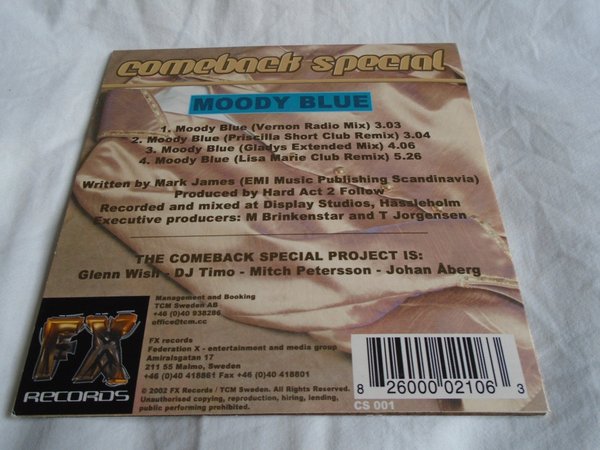 comeback special
MOODY BLUE
1. Moody Blue (Vernon Radio Mix) 3.03
2. Moody Blue (Priscilla Short Club Remix) 3.04
3. Moody Blue (Gladys Extended Mix) 4.06
4. Moody Blue (Lisa Marie Club Remix) 5.26
Written by Mark James (EMI Music Publishing Scandinavia)
Produced by Hard Act 2 Follow
Recorded and mixed at Display Studios, Hässleholm
Executive producers: M Brinkenstar and T Jorgensen
THE COMEBACK SPECIAL PROJECT IS:
Glenn Wish - DJ Timo - Mitch Petersson - Johan Åberg
Management and Booking
TCM Sweden AB
+46 (0)40 938286
office@tcm.cc
FX records
Federation X - entertainment and media group
Amiralsgatan 17
211 55 Malmo, Sweden
+46 (0)40 418861 Fax +46 (0)40 418801
© 2002 FX Records / TCM Sweden. All Rights Reserved.
Unauthorised copying, reproduction, hiring, lending,
public performing prohibited.
FX
RECORDS
8 26000 02106 3
CS 001